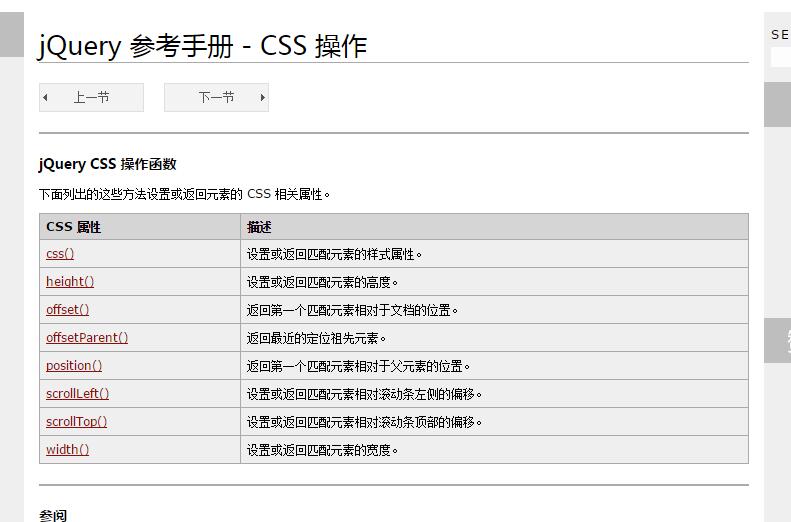 jQuery 参考手册 - CSS 操作
SE
上一节
下一节
jQuery CSS 操作函数
下面列出的这些方法设置或返回元素的 CSS 相关属性。
CSS 属性 描述
css() 设置或返回匹配元素的样式属性。
height() 设置或返回匹配元素的高度。
offset() 返回第一个匹配元素相对于文档的位置。
offsetParent() 返回最近的定位祖先元素。
position() 返回第一个匹配元素相对于父元素的位置。
scrollLeft() 设置或返回匹配元素相对滚动条左侧的偏移。
scrollTop() 设置或返回匹配元素相对滚动条顶部的偏移。
width() 设置或返回匹配元素的宽度。
参阅